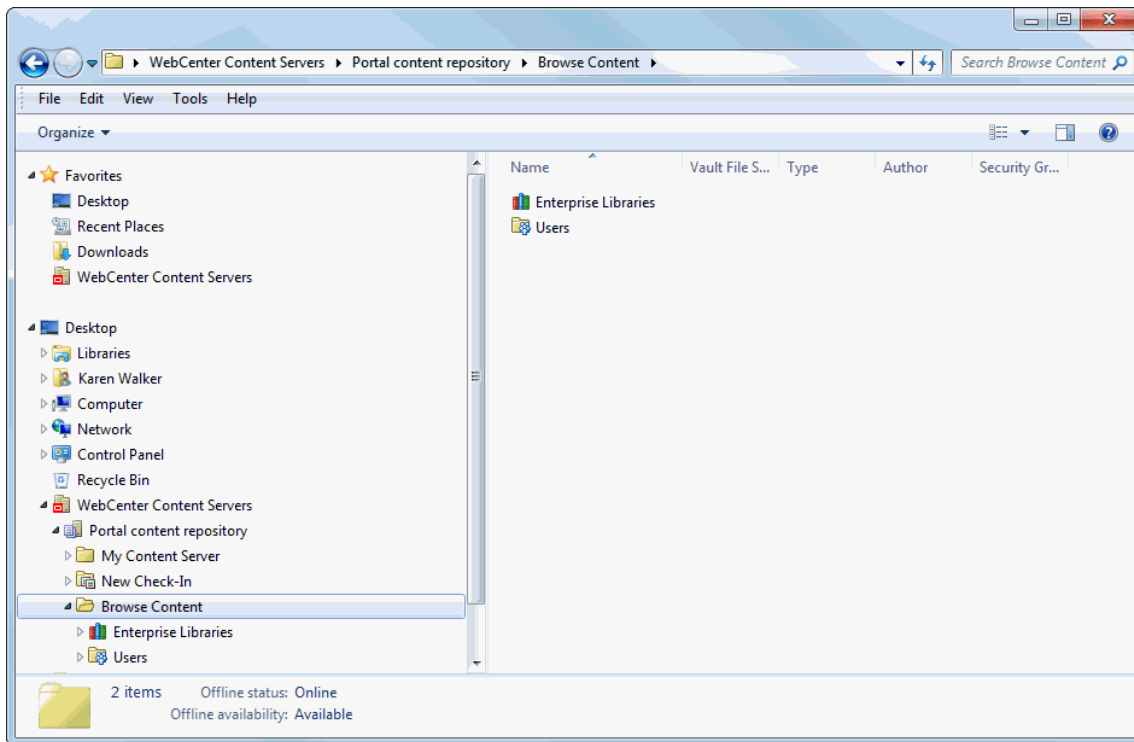 WebCenter Content Servers Portal content repository Browse Content Search Browse Content
File Edit View Tools Help
Organize
Favorites
Desktop
Recent Places
Downloads
WebCenter Content Servers
Desktop
Libraries
Karen Walker
Computer
Network
Control Panel
Recycle Bin
WebCenter Content Servers
Portal content repository
My Content Server
New Check-In
Browse Content
Enterprise Libraries
Users
Name Vault File S... Type Author Security Gr...
Enterprise Libraries
Users
2 items Offline status: Online
Offline availability: Available